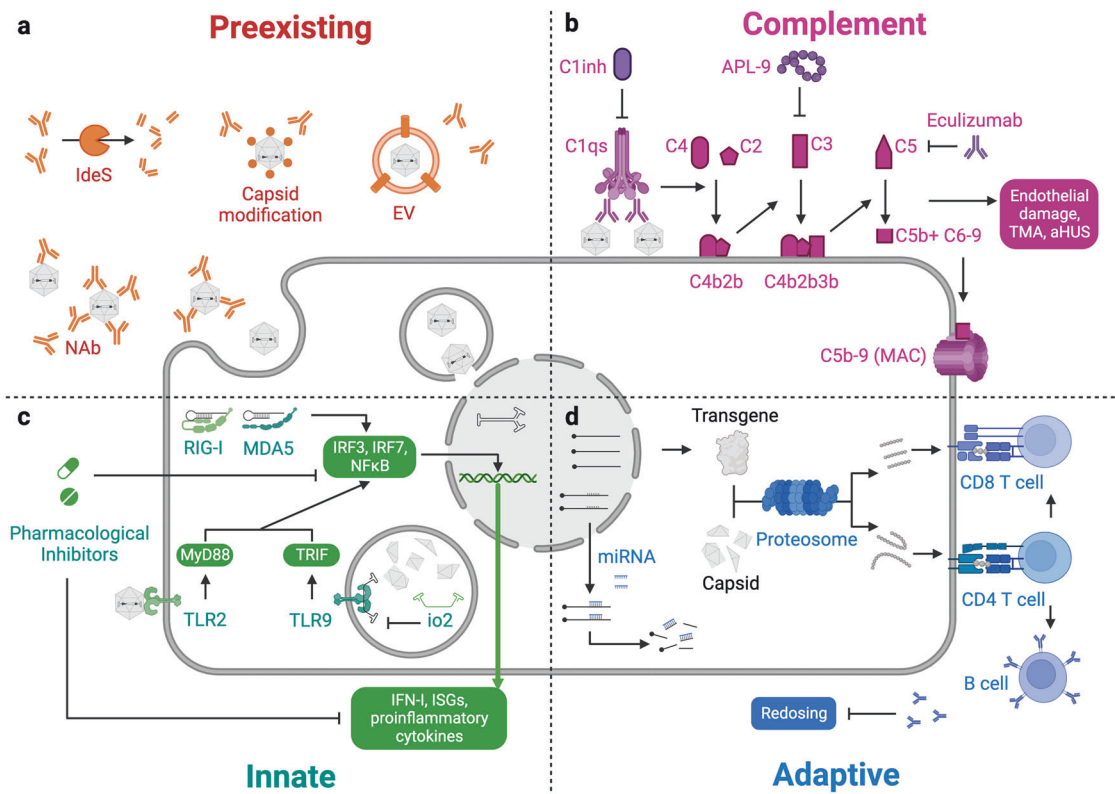 a
Preexisting
IdeS
Capsid
modification
EV
NAb
b
Complement
C1inh
APL-9
C1qs
C4
C2
C3
C5
Eculizumab
Endothelial
damage,
TMA, aHUS
C5b+ C6-9
C4b2b
C4b2b3b
C5b-9 (MAC)
c
RIG-I
MDA5
IRF3, IRF7,
NFκB
Pharmacological
Inhibitors
MyD88
TRIF
TLR2
TLR9
io2
IFN-I, ISGs,
proinflammatory
cytokines
Innate
d
Transgene
Proteosome
Capsid
miRNA
CD8 T cell
CD4 T cell
B cell
Redosing
Adaptive